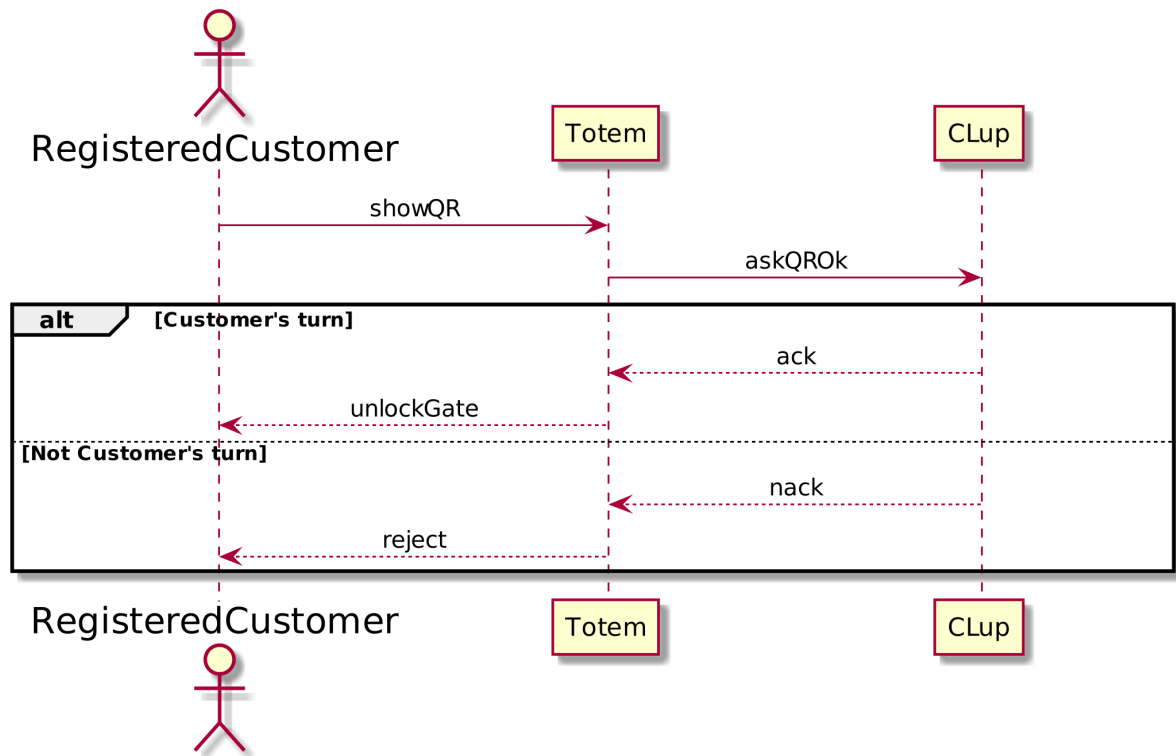 RegisteredCustomer
Totem
CLup
showQR
askQROk
alt
[Customer's turn]
ack
unlockGate
[Not Customer's turn]
nack
reject
RegisteredCustomer
Totem
CLup